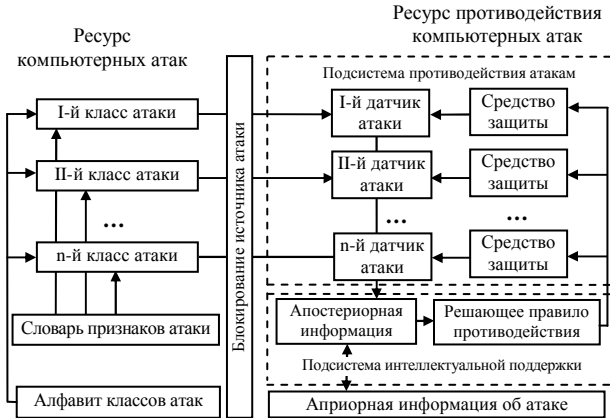 Ресурс
компьютерных атак
Ресурс противодействия
компьютерных атак
Подсистема противодействия атакам
I-й класс атаки
II-й класс атаки
...
n-й класс атаки
Словарь признаков атаки
Алфавит классов атак
Блокирование источника атаки
I-й датчик
атаки
Средство
защиты
II-й датчик
атаки
Средство
защиты
...
...
n-й датчик
атаки
Средство
защиты
Апостериорная
информация
Решающее правило
противодействия
Подсистема интеллектуальной поддержки
Априорная информация об атаке